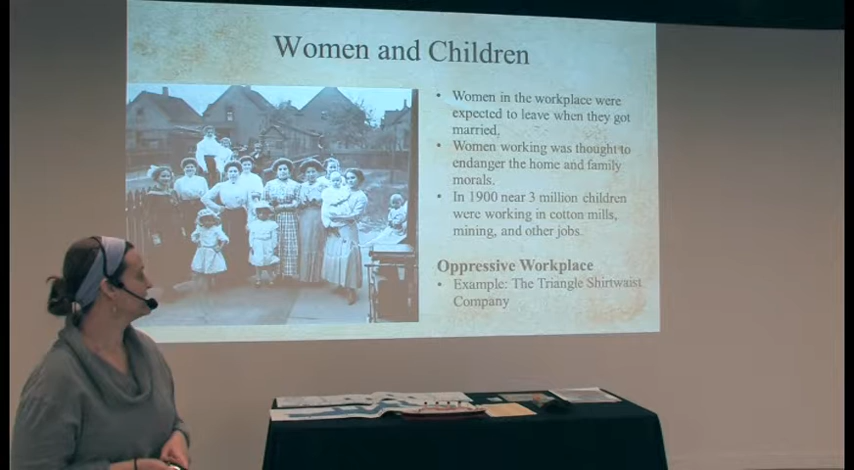 Women and Children
• Women in the workplace were
expected to leave when they got
married.
• Women working was thought to
endanger the home and family
morals.
• In 1900 near 3 million children
were working in cotton mills,
mining, and other jobs.
Oppressive Workplace
• Example: The Triangle Shirtwaist
Company